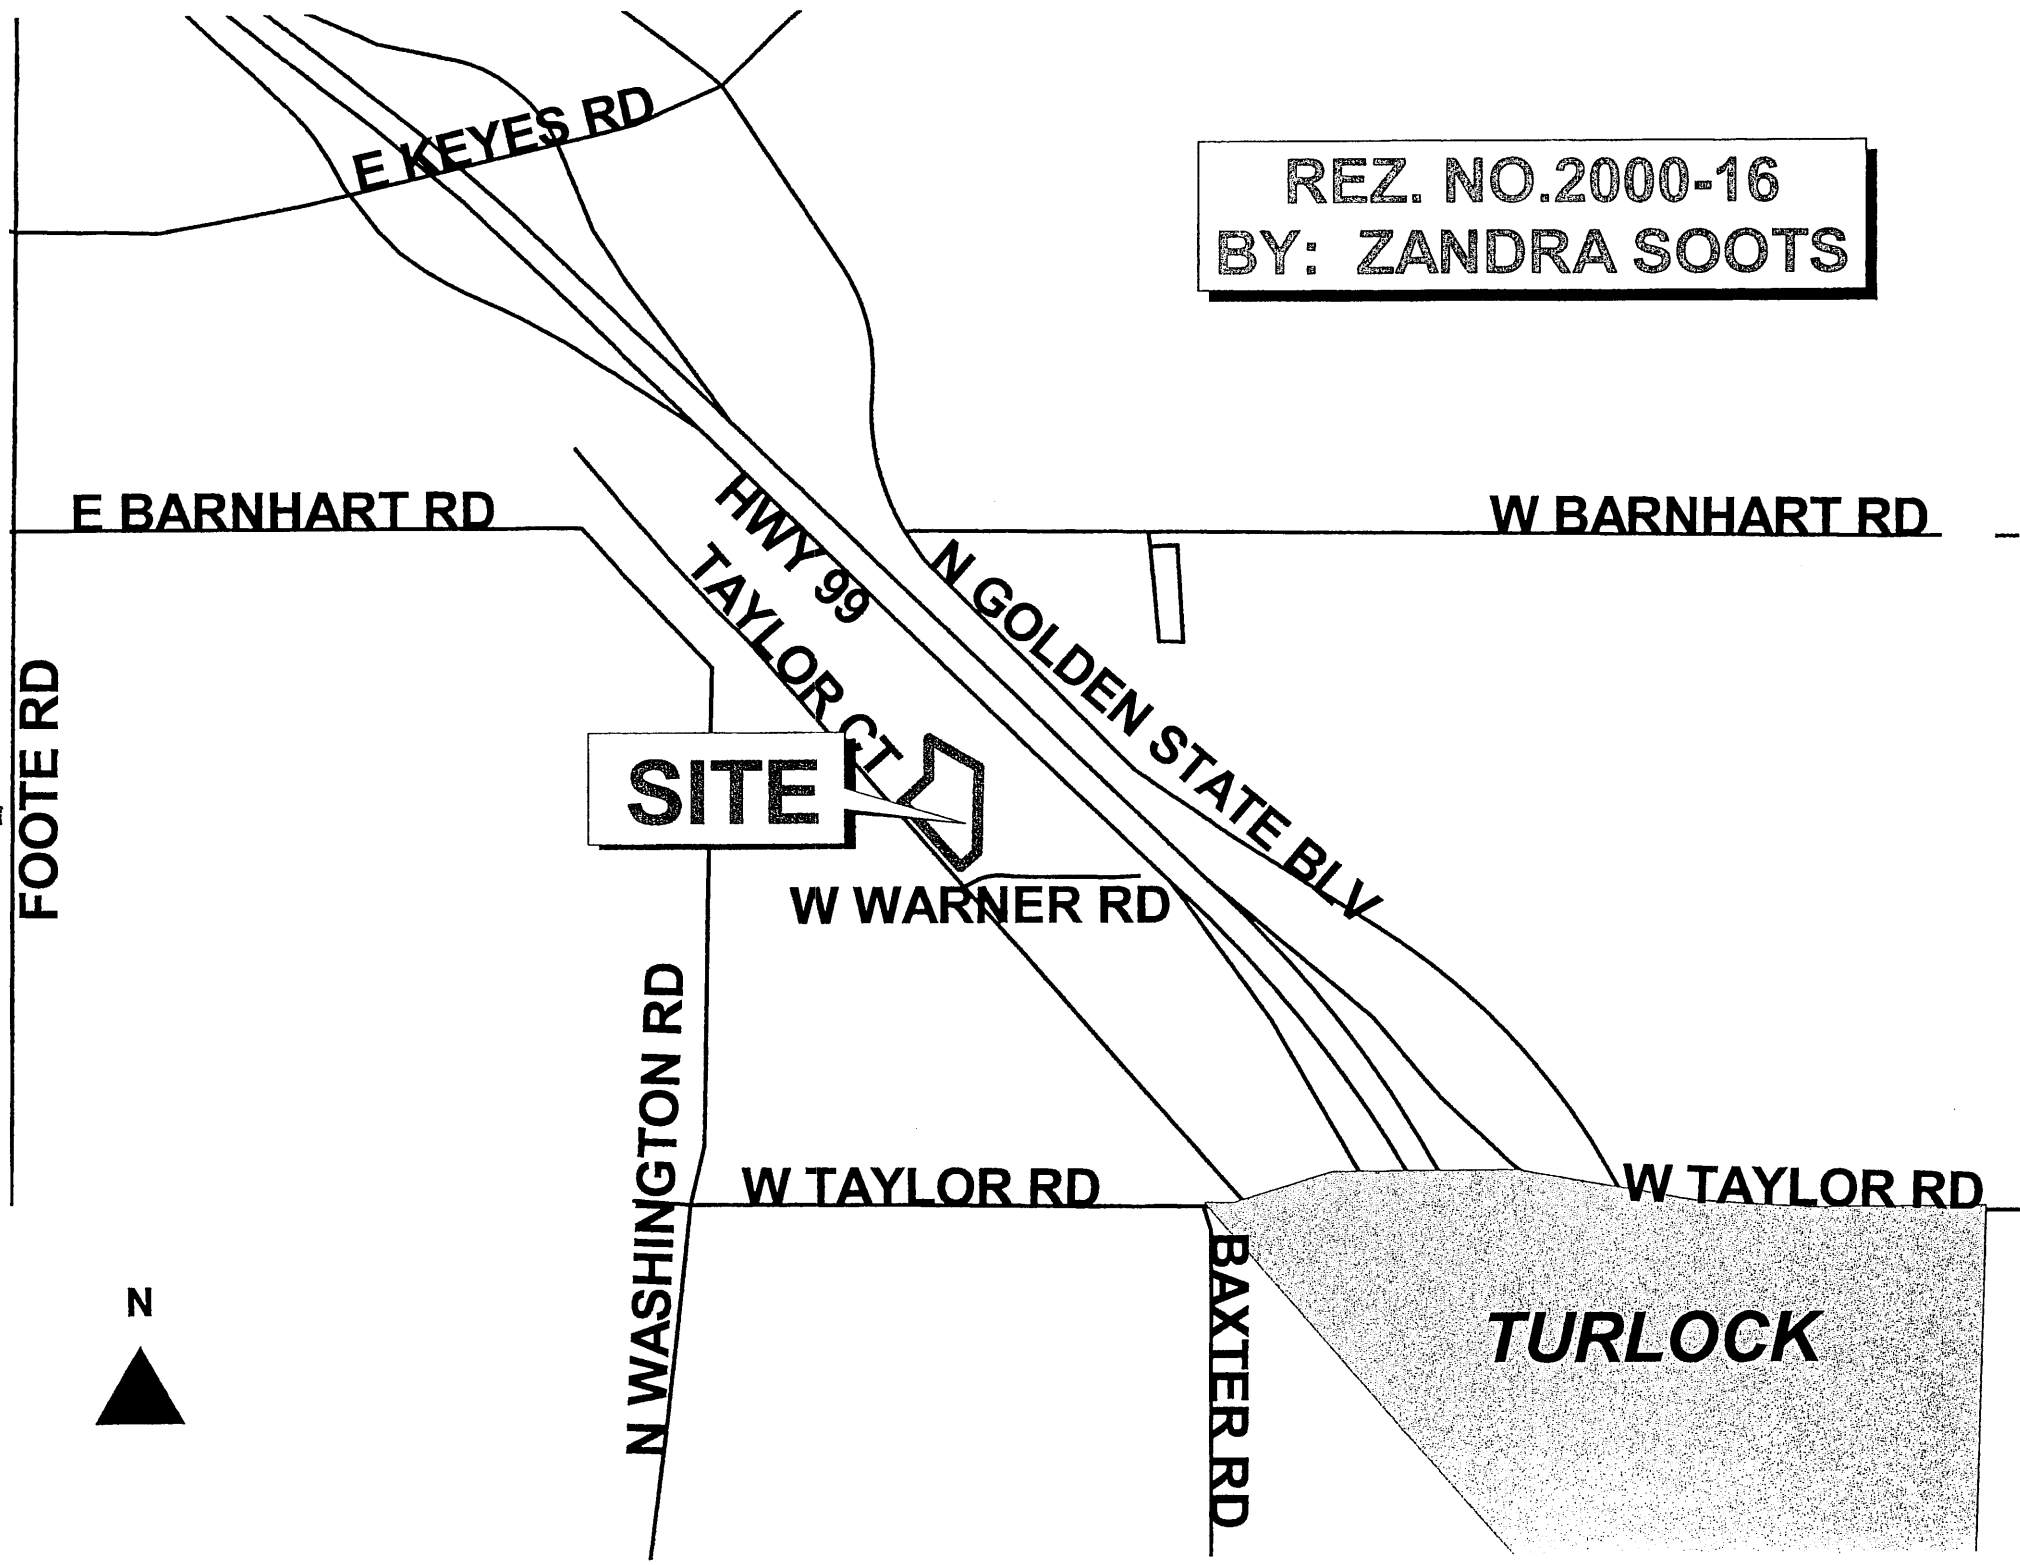 E KEYES RD
REZ. NO.2000-16
BY: ZANDRA SOOTS
E BARNHART RD
HWY 99
W BARNHART RD
TAYLOR CT
N GOLDEN STATE BLV
FOOTE RD
SITE
W WARNER RD
N WASHINGTON RD
W TAYLOR RD
W TAYLOR RD
BAXTER RD
N
TURLOCK